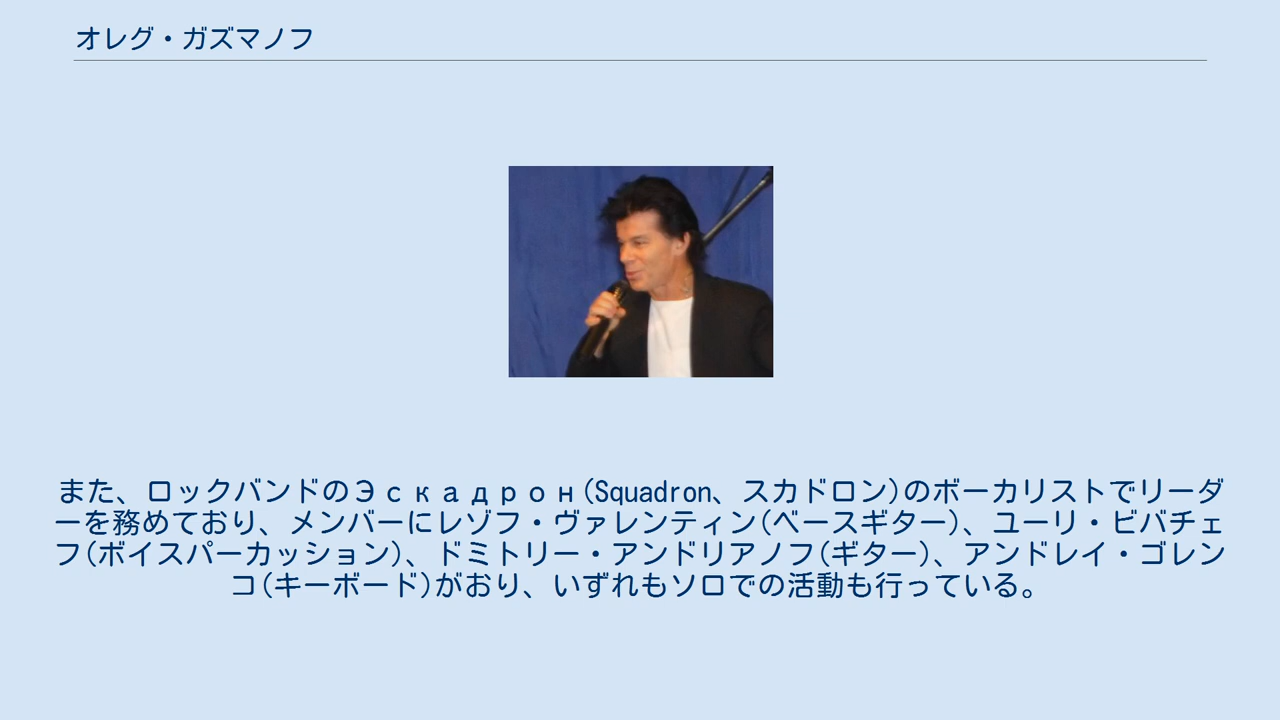 オレグ・ガズマノフ
また、ロックバンドのЭскадрон(Squadron、スカドロン)のボーカリストでリーダ
ーを務めており、メンバーにレゾフ・ヴァレンティン(ベースギター)、ユーリ・ビバチェ
フ(ボイスパーカッション)、ドミトリー・アンドリアノフ(ギター)、アンドレイ・ゴレン
コ(キーボード)がおり、いずれもソロでの活動も行っている。